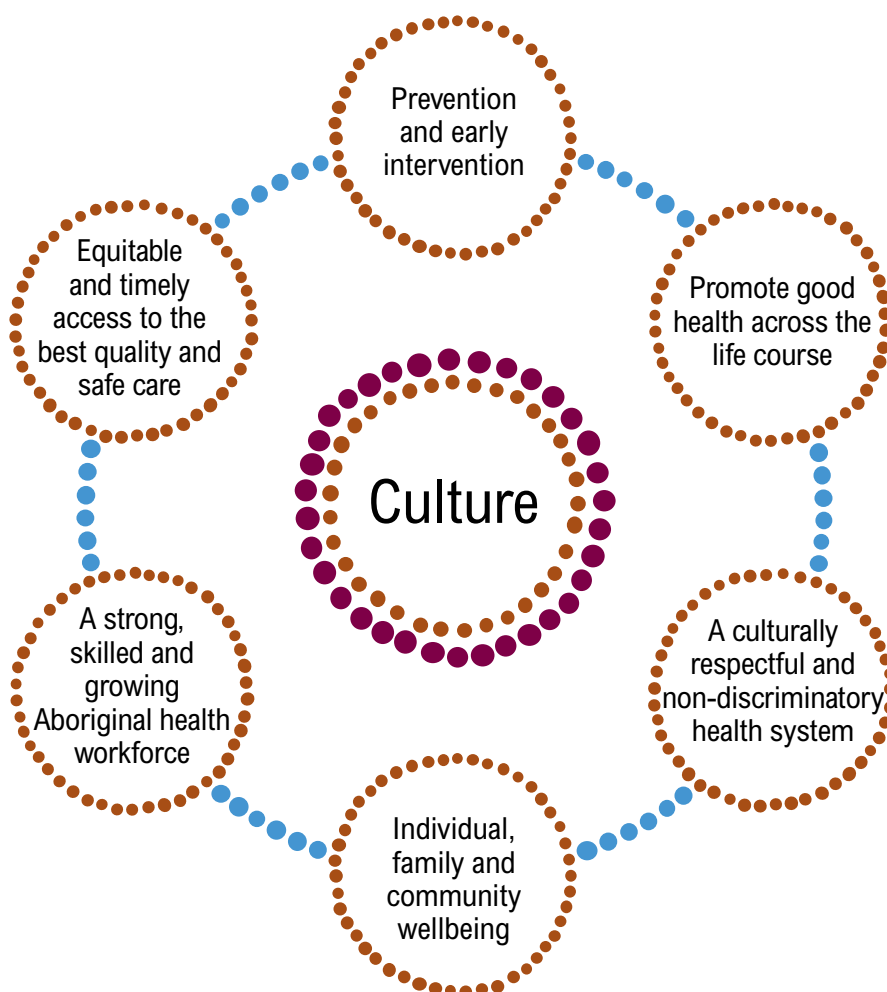 Prevention
and early
intervention
Promote good
health across the
life course
A culturally
respectful and
non-discriminatory
health system
Individual,
family and
community
wellbeing
A strong,
skilled and
growing
Aboriginal health
workforce
Equitable
and timely
access to the
best quality and
safe care
Culture